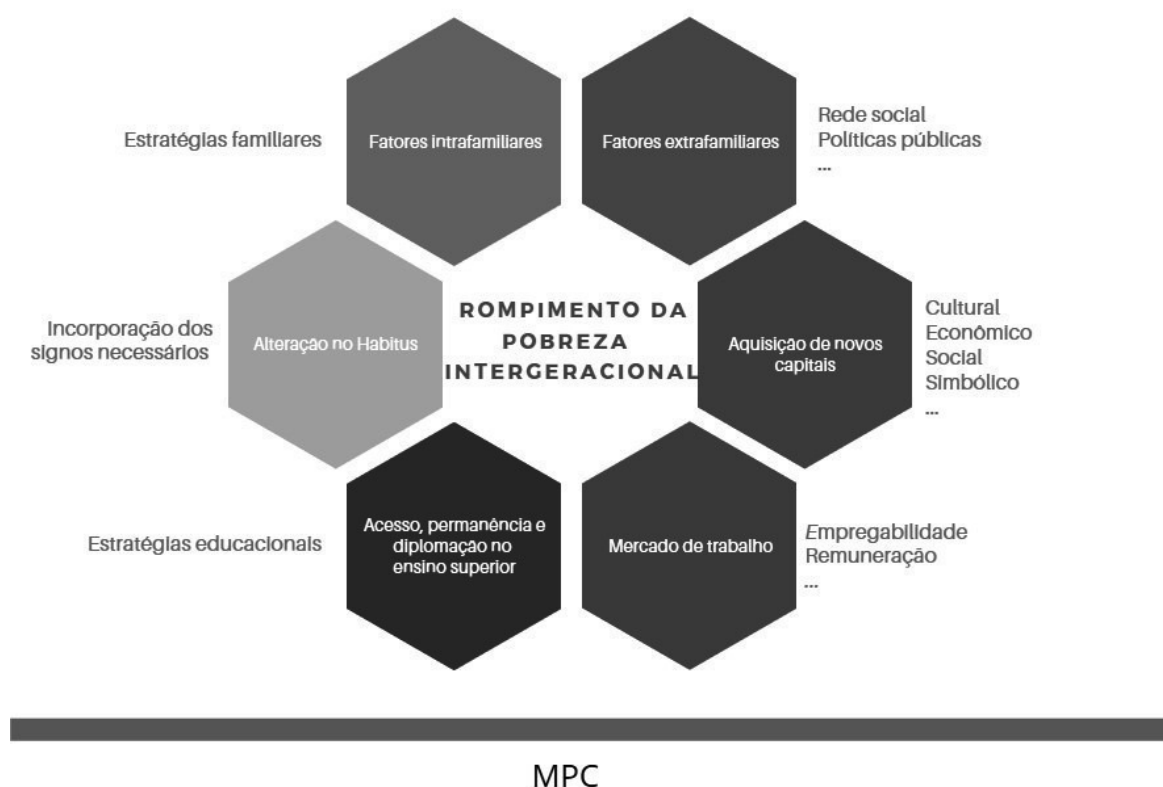 Estratégias familiares
Fatores intrafamiliares
Fatores extrafamiliares
Rede social
Políticas públicas
...
Incorporação dos
signos necessários
Alteração no Habitus
ROMPIMENTO DA
POBREZA
INTERGERACIONAL
Aquisição de novos
capitais
Cultural
Econômico
Social
Simbólico
...
Estratégias educacionais
Acesso, permanência e
diplomação no
ensino superior
Mercado de trabalho
Empregabilidade
Remuneração
...
MPC